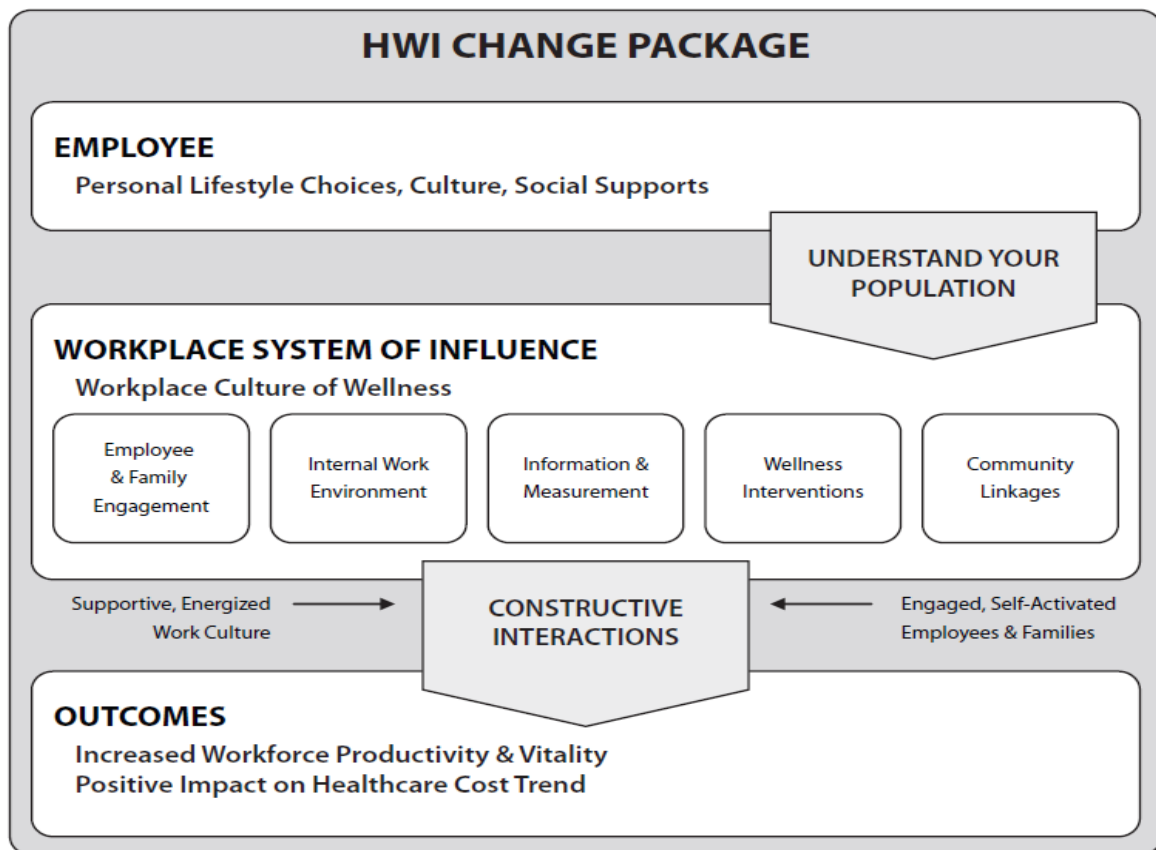 HWI CHANGE PACKAGE
EMPLOYEE
Personal Lifestyle Choices, Culture, Social Supports
UNDERSTAND YOUR
POPULATION
WORKPLACE SYSTEM OF INFLUENCE
Workplace Culture of Wellness
Employee
& Family
Engagement
Internal Work
Environment
Information &
Measurement
Wellness
Interventions
Community
Linkages
Supportive, Energized
Work Culture
CONSTRUCTIVE
INTERACTIONS
Engaged, Self-Activated
Employees & Families
OUTCOMES
Increased Workforce Productivity & Vitality
Positive Impact on Healthcare Cost Trend